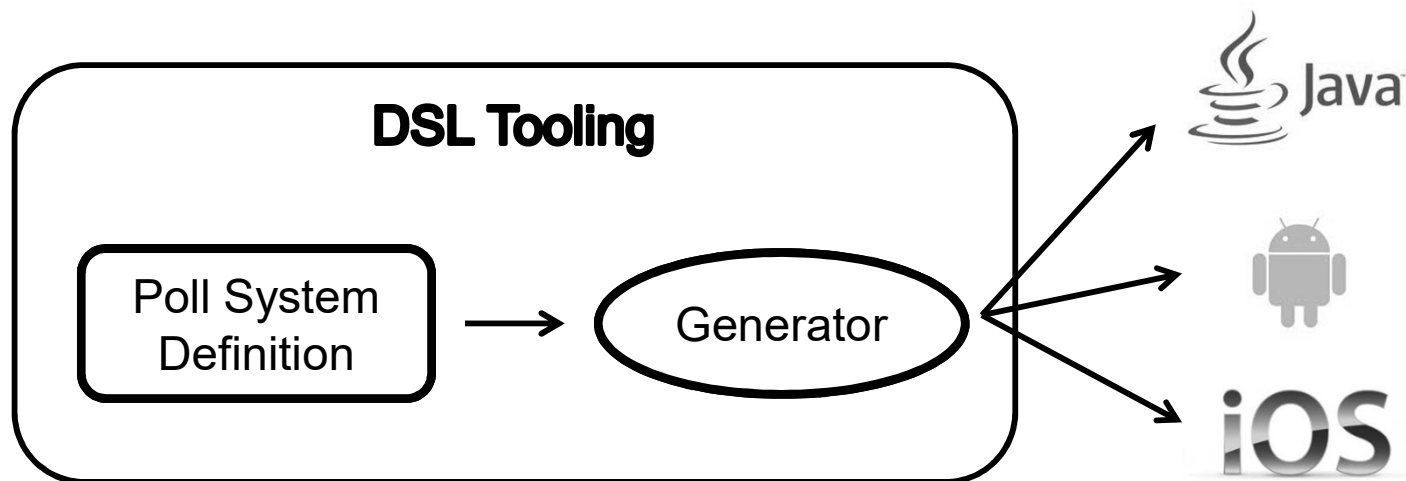 DSL Tooling
Java
Poll System
Definition
Generator
iOS